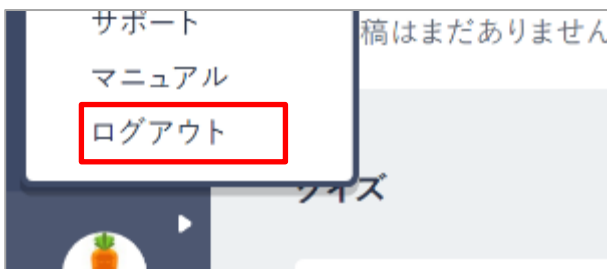 サポート
稿はまだありません
マニュアル
ログアウト
クイズ